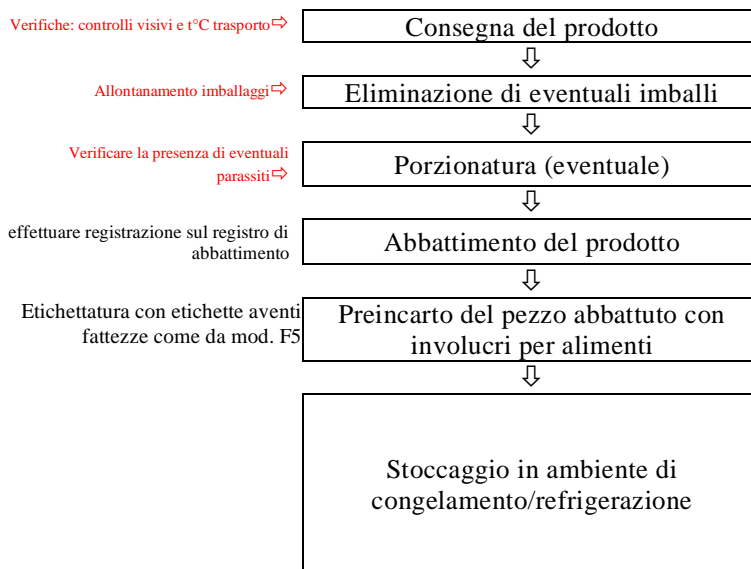 Verifiche: controlli visivi e t°C trasporto⇨
Consegna del prodotto
⇩
Allontanamento imballaggi⇨
Eliminazione di eventuali imballi
⇩
Verificare la presenza di eventuali
parassiti⇨
Porzionatura (eventuale)
⇩
effettuare registrazione sul registro di
abbattimento
Abbattimento del prodotto
⇩
Etichettatura con etichette aventi
fattezze come da mod. F5
Preincarto del pezzo abbattuto con
involucri per alimenti
⇩
Stoccaggio in ambiente di
congelamento/refrigerazione